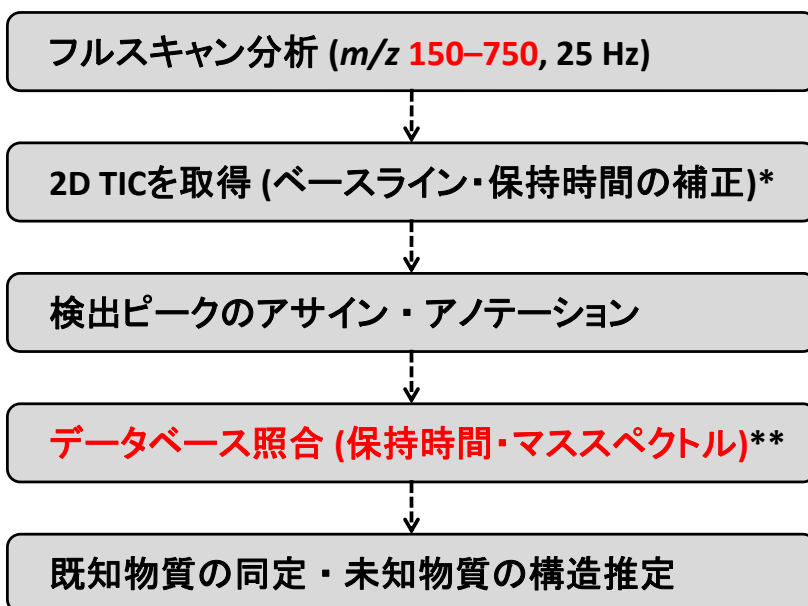 フルスキャン分析 (m/z 150–750, 25 Hz)
2D TICを取得 (ベースライン・保持時間の補正)*
検出ピークのアサイン・アノテーション
データベース照合 (保持時間・マススペクトル)**
既知物質の同定・未知物質の構造推定